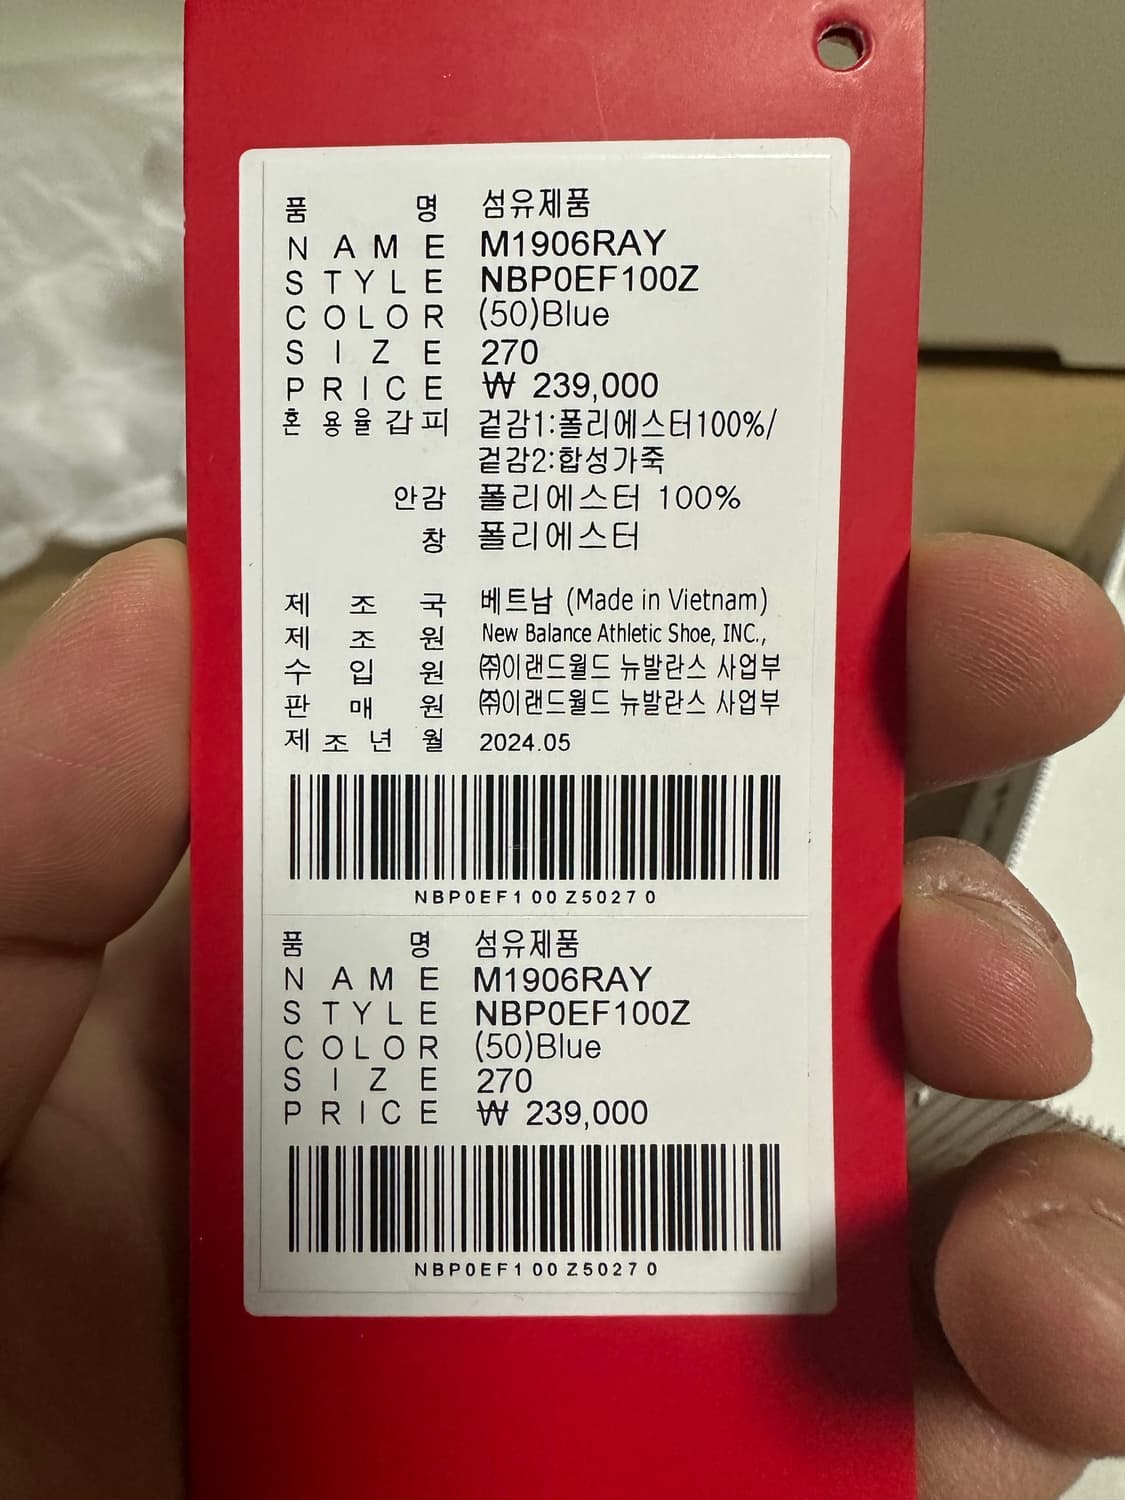 품 명 섬유제품
NAME M1906RAY
STYLE NBP0EF100Z
COLOR (50)Blue
SIZE 270
PRICE ₩ 239,000
혼용율갑피 겉감1:폴리에스터100%/
겉감2:합성가죽
안감 폴리에스터 100%
창 폴리에스터
제조국 베트남 (Made in Vietnam)
제조원 New Balance Athletic Shoe, INC.,
수입원 ㈜이랜드월드 뉴발란스 사업부
판매원 ㈜이랜드월드 뉴발란스 사업부
제조년월 2024.05
NBP0EF100Z50270
품 명 섬유제품
NAME M1906RAY
STYLE NBP0EF100Z
COLOR (50)Blue
SIZE 270
PRICE ₩ 239,000
NBP0EF100Z50270